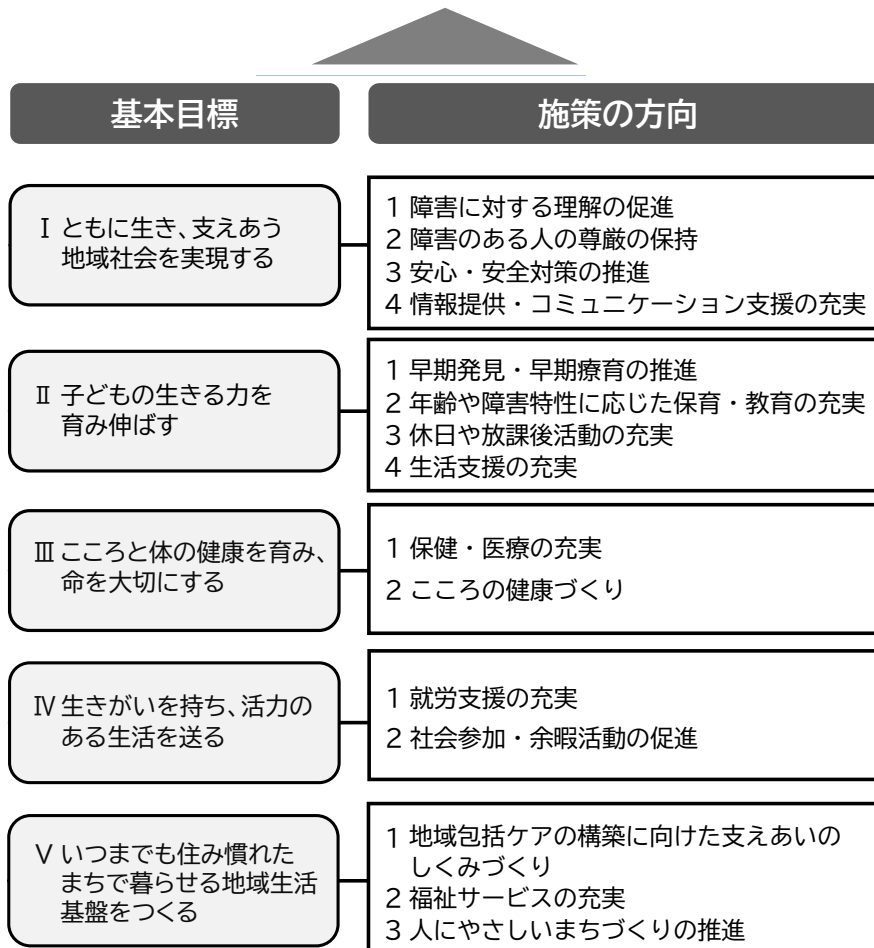 基本目標
施策の方向
Ⅰ ともに生き、支えあう
地域社会を実現する
1 障害に対する理解の促進
2 障害のある人の尊厳の保持
3 安心・安全対策の推進
4 情報提供・コミュニケーション支援の充実
Ⅱ 子どもの生きる力を
育み伸ばす
1 早期発見・早期療育の推進
2 年齢や障害特性に応じた保育・教育の充実
3 休日や放課後活動の充実
4 生活支援の充実
Ⅲ こころと体の健康を育み、
命を大切にする
1 保健・医療の充実
2 こころの健康づくり
Ⅳ 生きがいを持ち、活力の
ある生活を送る
1 就労支援の充実
2 社会参加・余暇活動の促進
Ⅴ いつまでも住み慣れた
まちで暮らせる地域生活
基盤をつくる
1 地域包括ケアの構築に向けた支えあいの
しくみづくり
2 福祉サービスの充実
3 人にやさしいまちづくりの推進